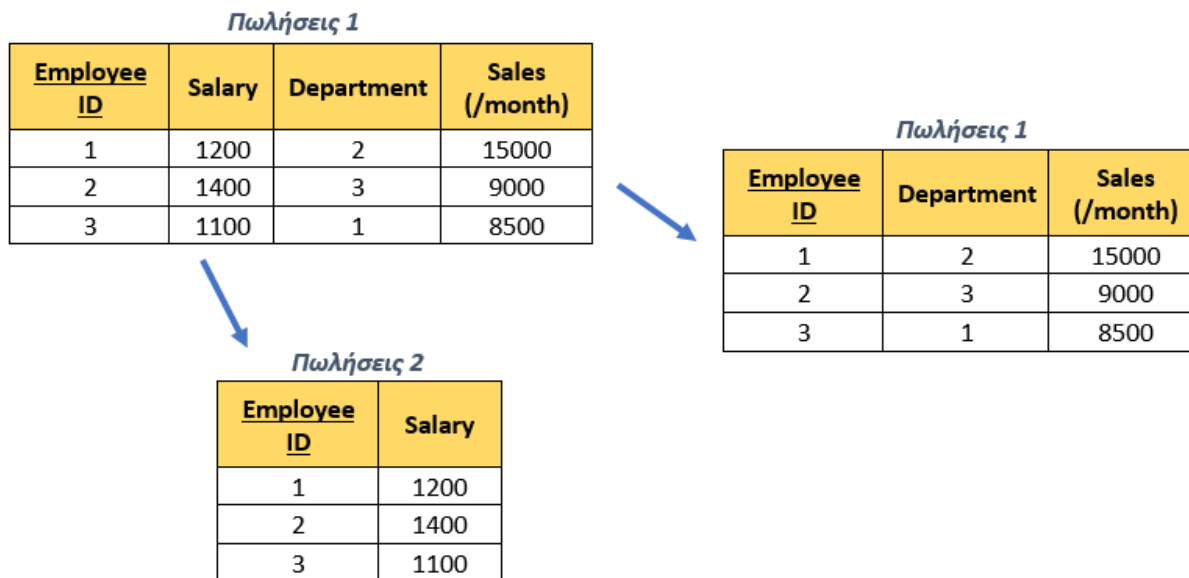 Πωλήσεις 1
Employee ID Salary Department Sales (/month)
1 1200 2 15000
2 1400 3 9000
3 1100 1 8500
Πωλήσεις 1
Employee ID Department Sales (/month)
1 2 15000
2 3 9000
3 1 8500
Πωλήσεις 2
Employee ID Salary
1 1200
2 1400
3 1100